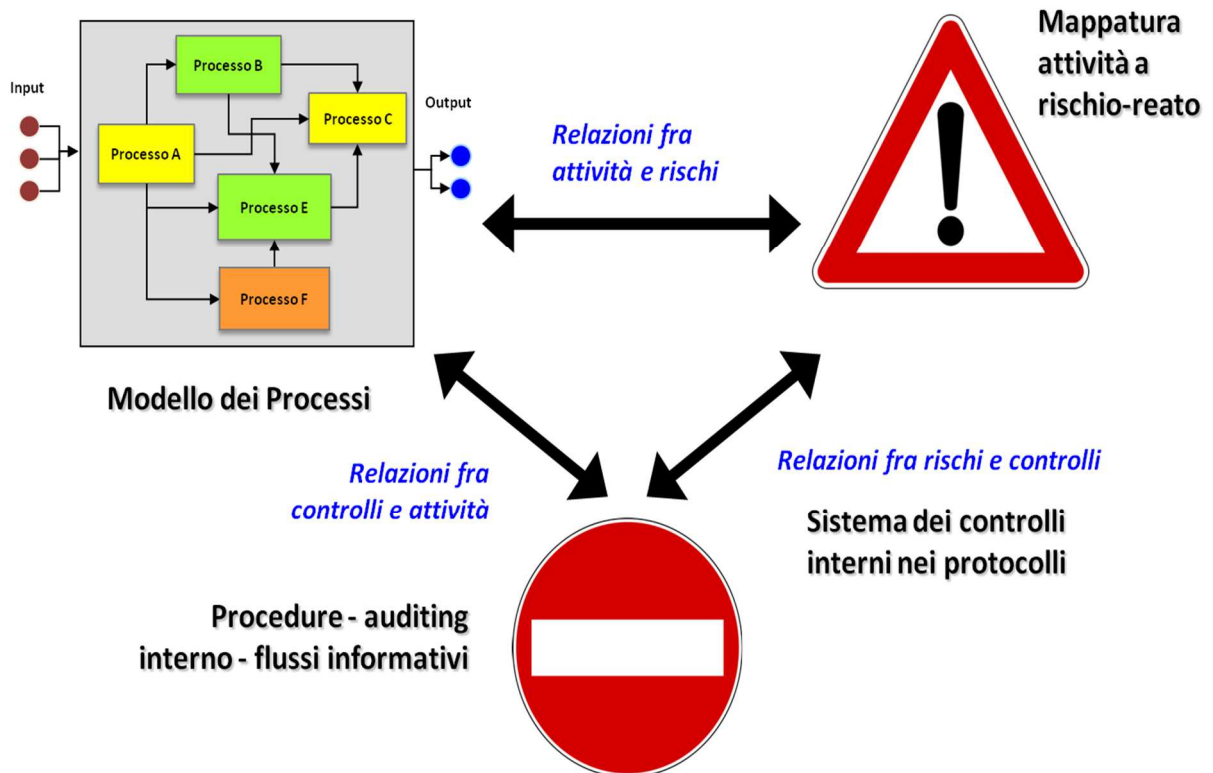 Mappatura
attività a
rischio-reato
Input
Processo B
Processo C
Output
Processo A
Processo E
Processo F
Relazioni fra
attività e rischi
Modello dei Processi
Relazioni fra
controlli e attività
Relazioni fra rischi e controlli
Sistema dei controlli
interni nei protocolli
Procedure - auditing
interno - flussi informativi